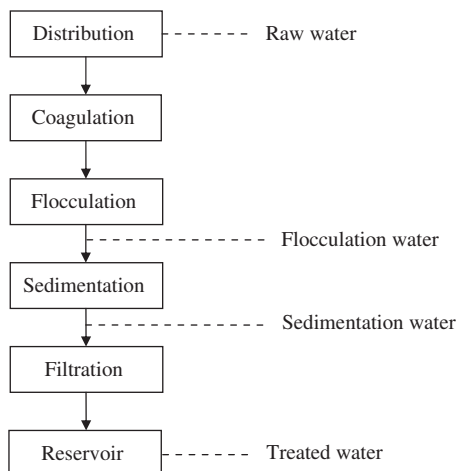 Distribution
Raw water
Coagulation
Flocculation
Flocculation water
Sedimentation
Sedimentation water
Filtration
Reservoir
Treated water